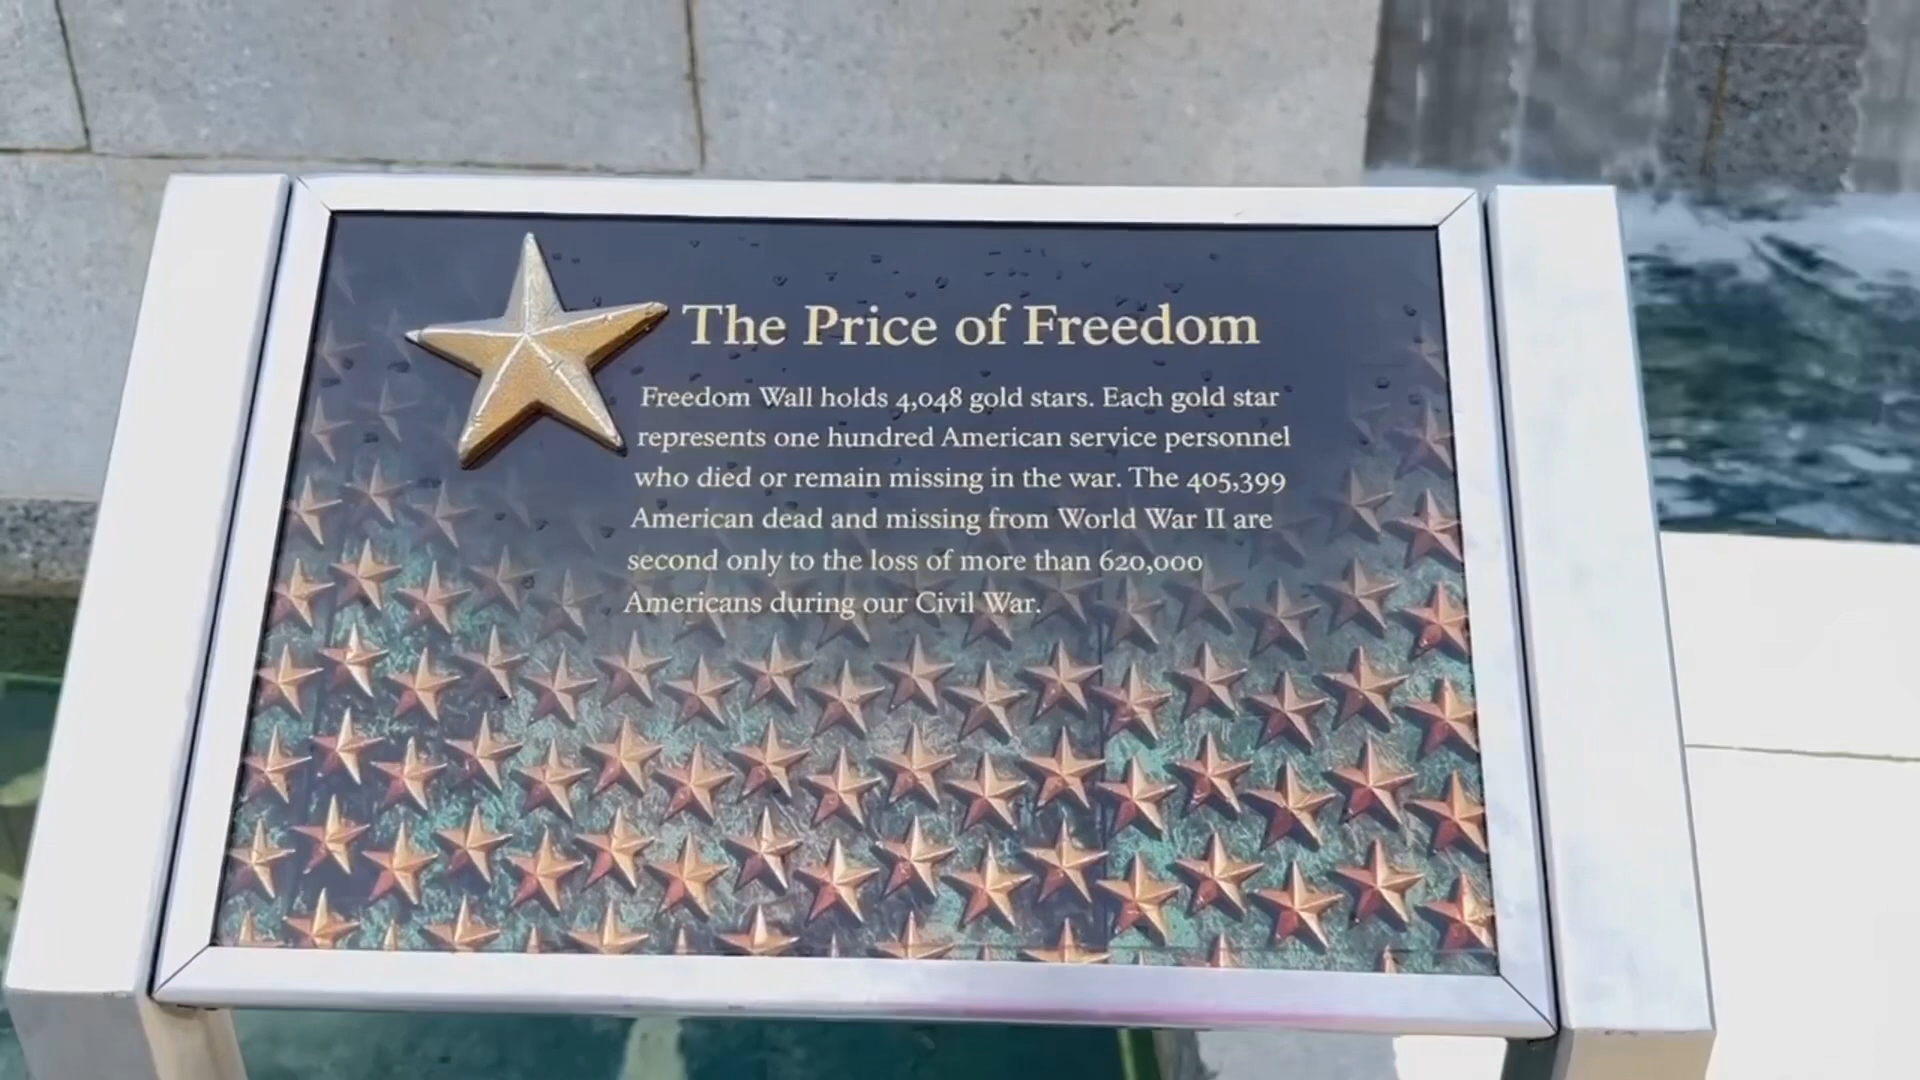 The Price of Freedom
Freedom Wall holds 4,048 gold stars. Each gold star
represents one hundred American service personnel
who died or remain missing in the war. The 405,399
American dead and missing from World War II are
second only to the loss of more than 620,000
Americans during our Civil War.